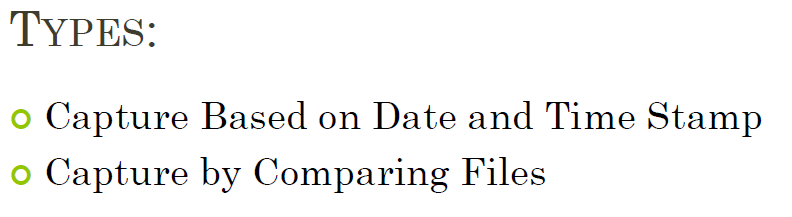 TYPES:
Capture Based on Date and Time Stamp
Capture by Comparing Files